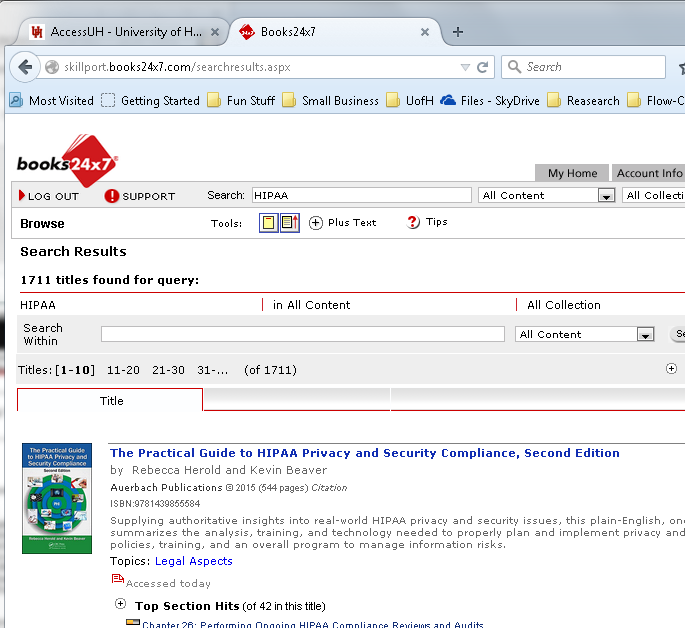 AccessUH - University of H...
Books24x7
skillport.books24x7.com/searchresults.aspx
Search
Most Visited
Getting Started
Fun Stuff
Small Business
UofH
Files - SkyDrive
Reasearch
Flow-C
books24x7
My Home
Account Info
LOG OUT
SUPPORT
Search:
HIPAA
All Content
All Collecti
Browse
Tools:
Plus Text
Tips
Search Results
1711 titles found for query:
HIPAA
in All Content
All Collection
Search
Within
All Content
Se
Titles: [1-10] 11-20 21-30 31-... (of 1711)
Title
The Practical Guide
to HIPAA Privacy and
Security Compliance
Second Edition
Rebecca Herold and Kevin Beaver
The Practical Guide to HIPAA Privacy and Security Compliance, Second Edition
by Rebecca Herold and Kevin Beaver
Auerbach Publications © 2015 (544 pages) Citation
ISBN:9781439855584
Supplying authoritative insights into real-world HIPAA privacy and security issues, this plain-English, on
summarizes the analysis, training, and technology needed to properly plan and implement privacy and
policies, training, and an overall program to manage information risks.
Topics: Legal Aspects
Accessed today
Top Section Hits (of 42 in this title)
Chapter 26: Performing Ongoing HIPAA Compliance Reviews and Audits